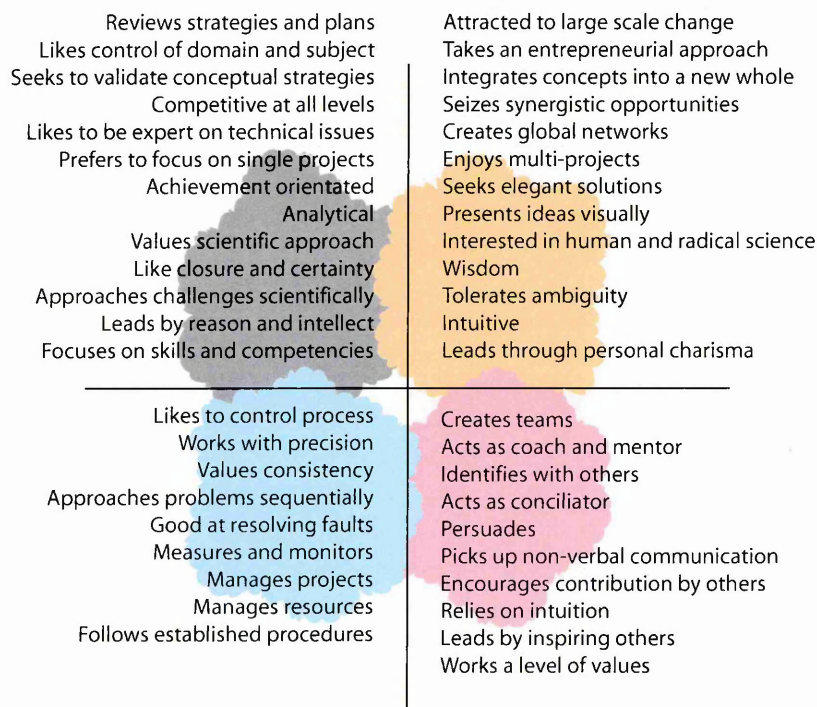 Reviews strategies and plans
Likes control of domain and subject
Seeks to validate conceptual strategies
Competitive at all levels
Likes to be expert on technical issues
Prefers to focus on single projects
Achievement orientated
Analytical
Values scientific approach
Like closure and certainty
Approaches challenges scientifically
Leads by reason and intellect
Focuses on skills and competencies
Attracted to large scale change
Takes an entrepreneurial approach
Integrates concepts into a new whole
Seizes synergistic opportunities
Creates global networks
Enjoys multi-projects
Seeks elegant solutions
Presents ideas visually
Interested in human and radical science
Wisdom
Tolerates ambiguity
Intuitive
Leads through personal charisma
Likes to control process
Works with precision
Values consistency
Approaches problems sequentially
Good at resolving faults
Measures and monitors
Manages projects
Manages resources
Follows established procedures
Creates teams
Acts as coach and mentor
Identifies with others
Acts as conciliator
Persuades
Picks up non-verbal communication
Encourages contribution by others
Relies on intuition
Leads by inspiring others
Works a level of values